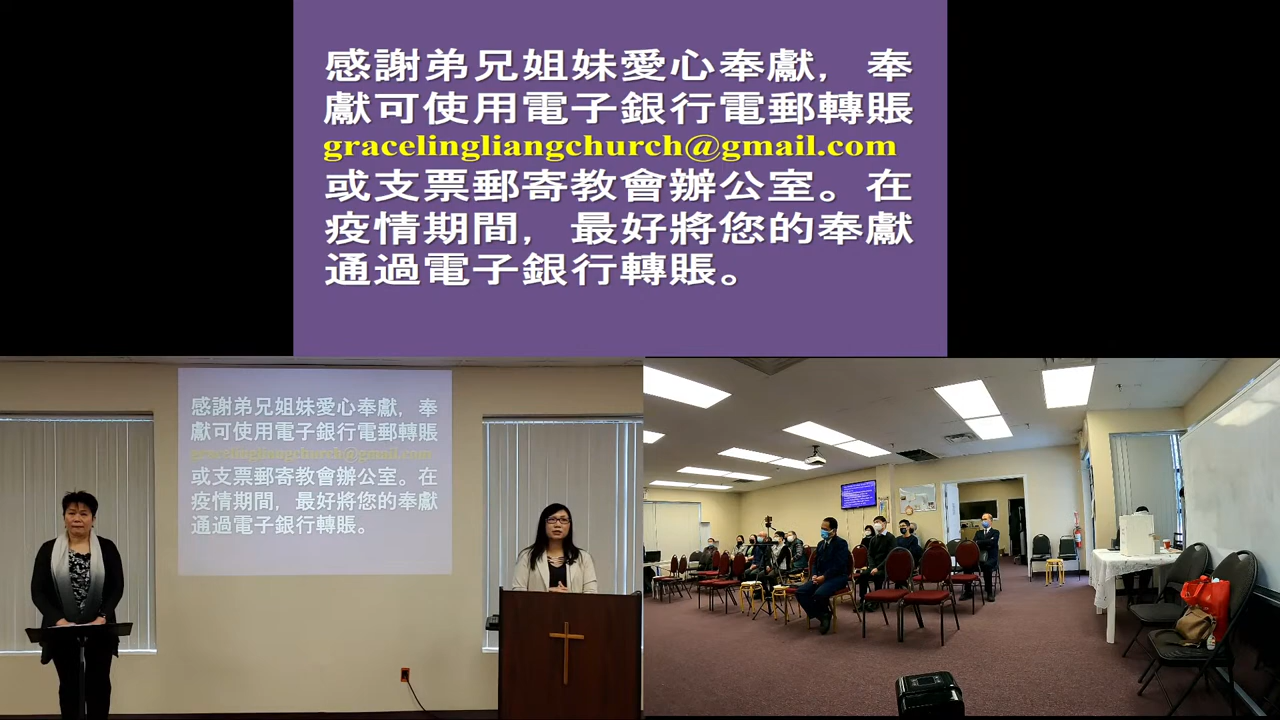 感謝弟兄姐妹愛心奉獻，奉
獻可使用電子銀行電郵轉賬
gracelingliangchurch@gmail.com
或支票郵寄教會辦公室。在
疫情期間，最好將您的奉獻
通過電子銀行轉賬。
感謝弟兄姐妹愛心奉獻，奉
獻可使用電子銀行電郵轉賬
gracelingliangchurch@gmail.com
或支票郵寄教會辦公室。在
疫情期間，最好將您的奉獻
通過電子銀行轉賬。